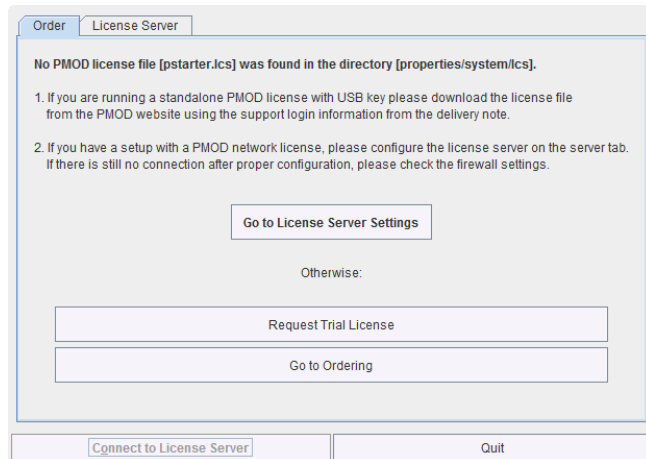 Order License Server
No PMOD license file [pstarter.lcs] was found in the directory [properties/system/lcs].
1. If you are running a standalone PMOD license with USB key please download the license file
from the PMOD website using the support login information from the delivery note.
2. If you have a setup with a PMOD network license, please configure the license server on the server tab.
If there is still no connection after proper configuration, please check the firewall settings.
Go to License Server Settings
Otherwise:
Request Trial License
Go to Ordering
Connect to License Server Quit